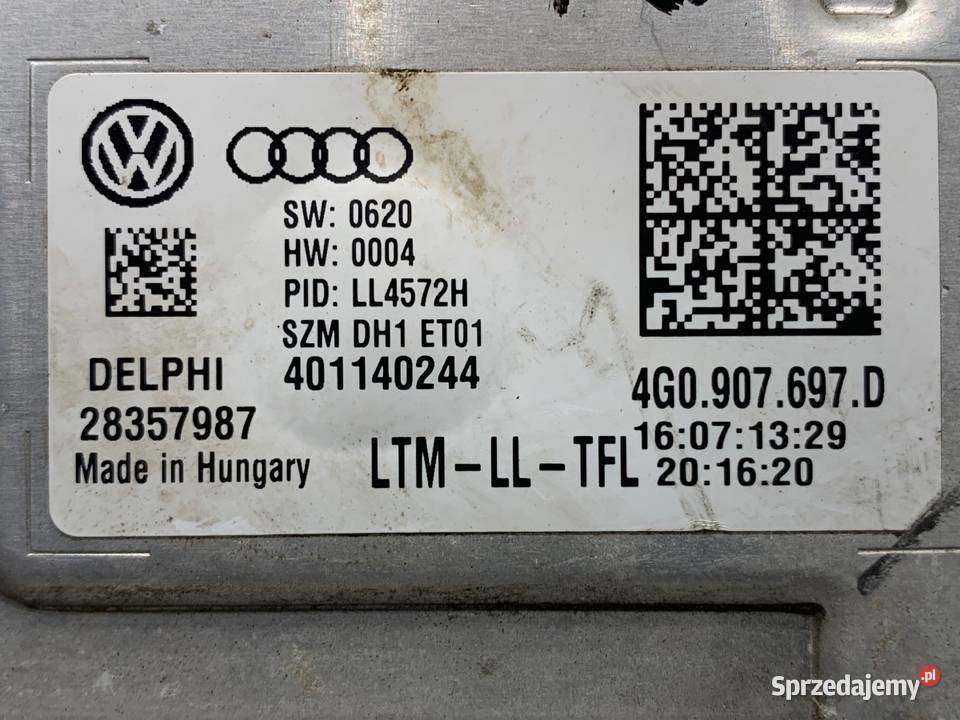 SW: 0620
HW: 0004
PID: LL4572H
SZM DH1 ET01
401140244
DELPHI
28357987
Made in Hungary
LTM-LL-TFL
4G0.907.697.D
16:07:13:29
20:16:20
Sprzedajemy.pl